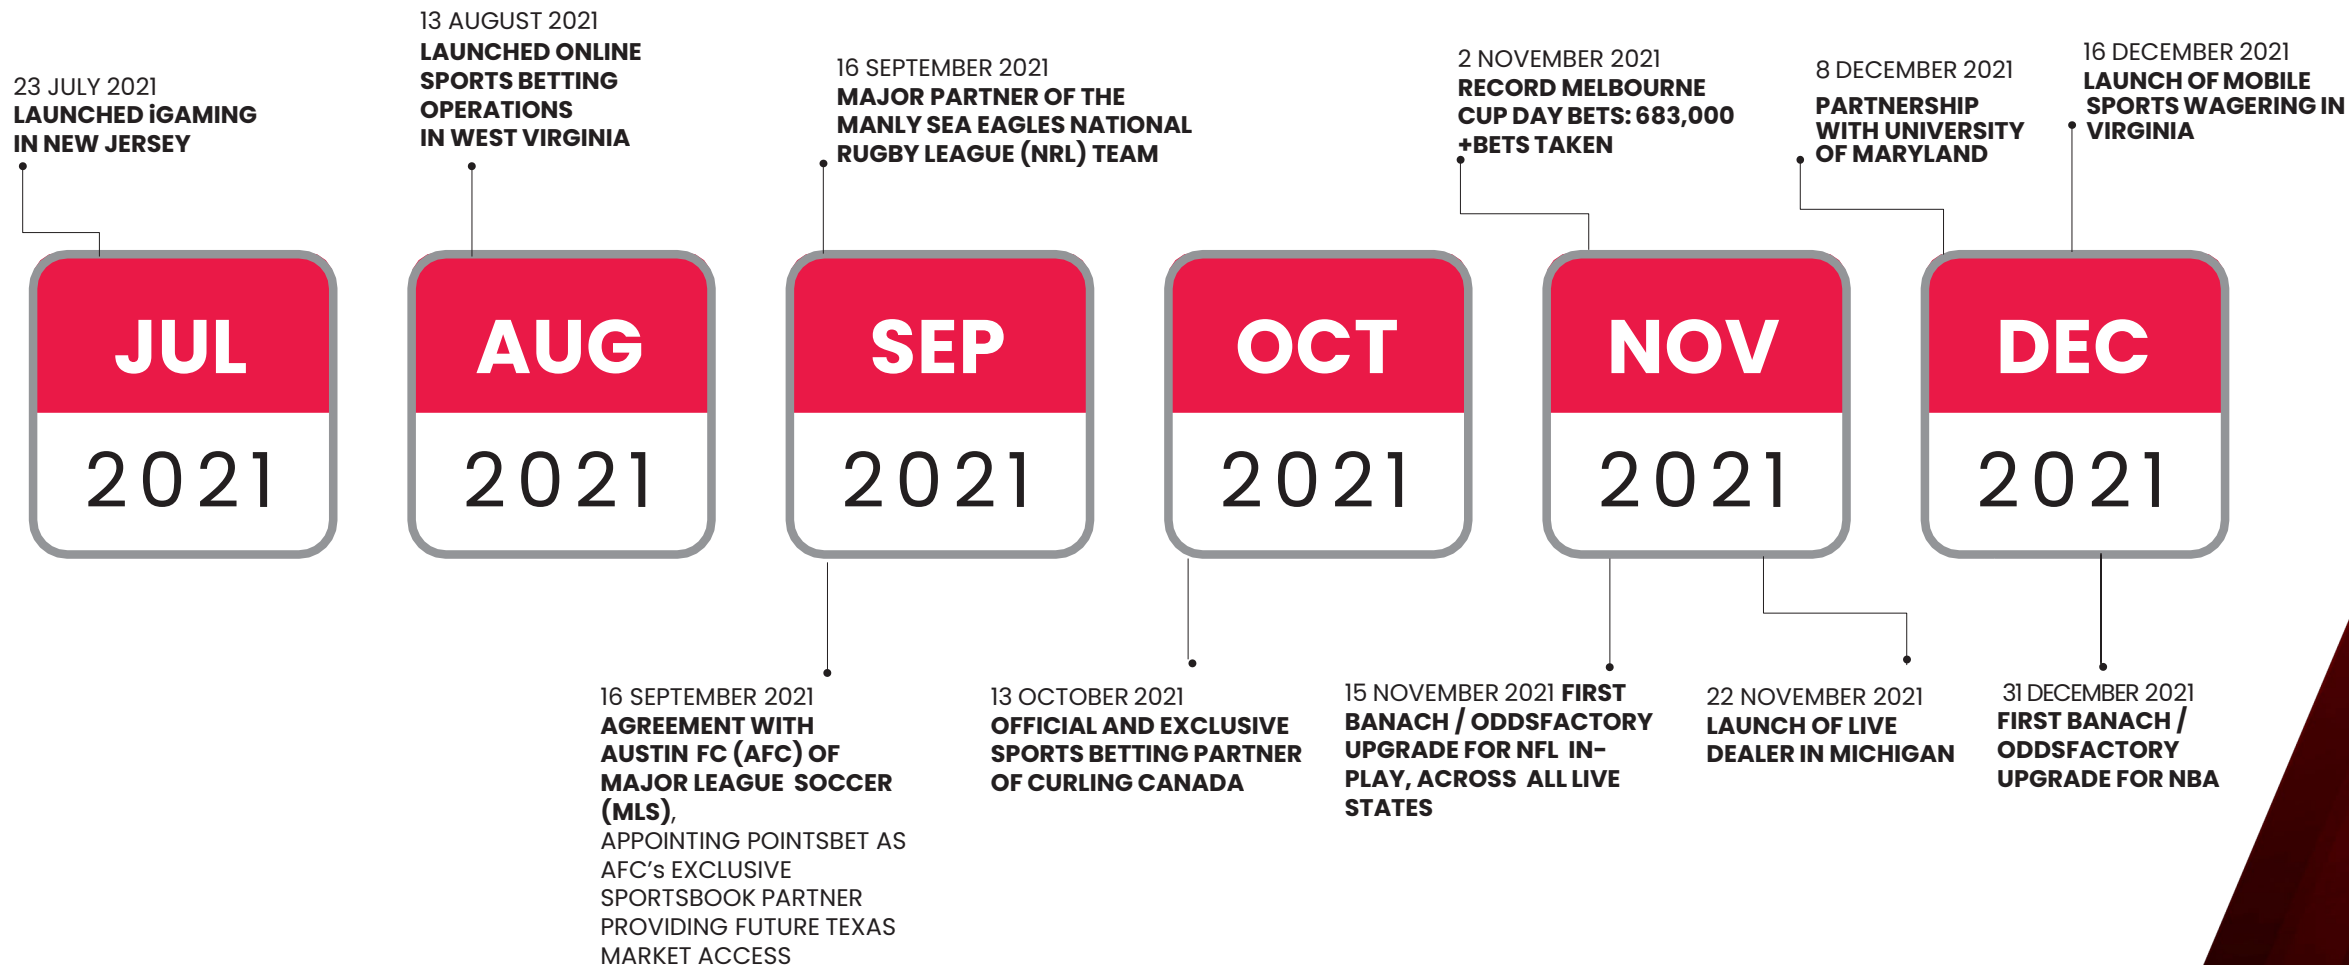 23 JULY 2021
LAUNCHED iGAMING
IN NEW JERSEY
13 AUGUST 2021
LAUNCHED ONLINE
SPORTS BETTING
OPERATIONS
IN WEST VIRGINIA
16 SEPTEMBER 2021
MAJOR PARTNER OF THE
MANLY SEA EAGLES NATIONAL
RUGBY LEAGUE (NRL) TEAM
2 NOVEMBER 2021
RECORD MELBOURNE
CUP DAY BETS: 683,000
+BETS TAKEN
8 DECEMBER 2021
PARTNERSHIP
WITH UNIVERSITY
OF MARYLAND
16 DECEMBER 2021
LAUNCH OF MOBILE
SPORTS WAGERING IN
VIRGINIA
JUL
2021
AUG
2021
SEP
2021
OCT
2021
NOV
2021
DEC
2021
16 SEPTEMBER 2021
AGREEMENT WITH
AUSTIN FC (AFC) OF
MAJOR LEAGUE SOCCER
(MLS),
APPOINTING POINTSBET AS
AFC's EXCLUSIVE
SPORTSBOOK PARTNER
PROVIDING FUTURE TEXAS
MARKET ACCESS
13 OCTOBER 2021
OFFICIAL AND EXCLUSIVE
SPORTS BETTING PARTNER
OF CURLING CANADA
15 NOVEMBER 2021 FIRST
BANACH / ODDSFACTORY
UPGRADE FOR NFL IN-
PLAY, ACROSS ALL LIVE
STATES
22 NOVEMBER 2021
LAUNCH OF LIVE
DEALER IN MICHIGAN
31 DECEMBER 2021
FIRST BANACH /
ODDSFACTORY
UPGRADE FOR NBA